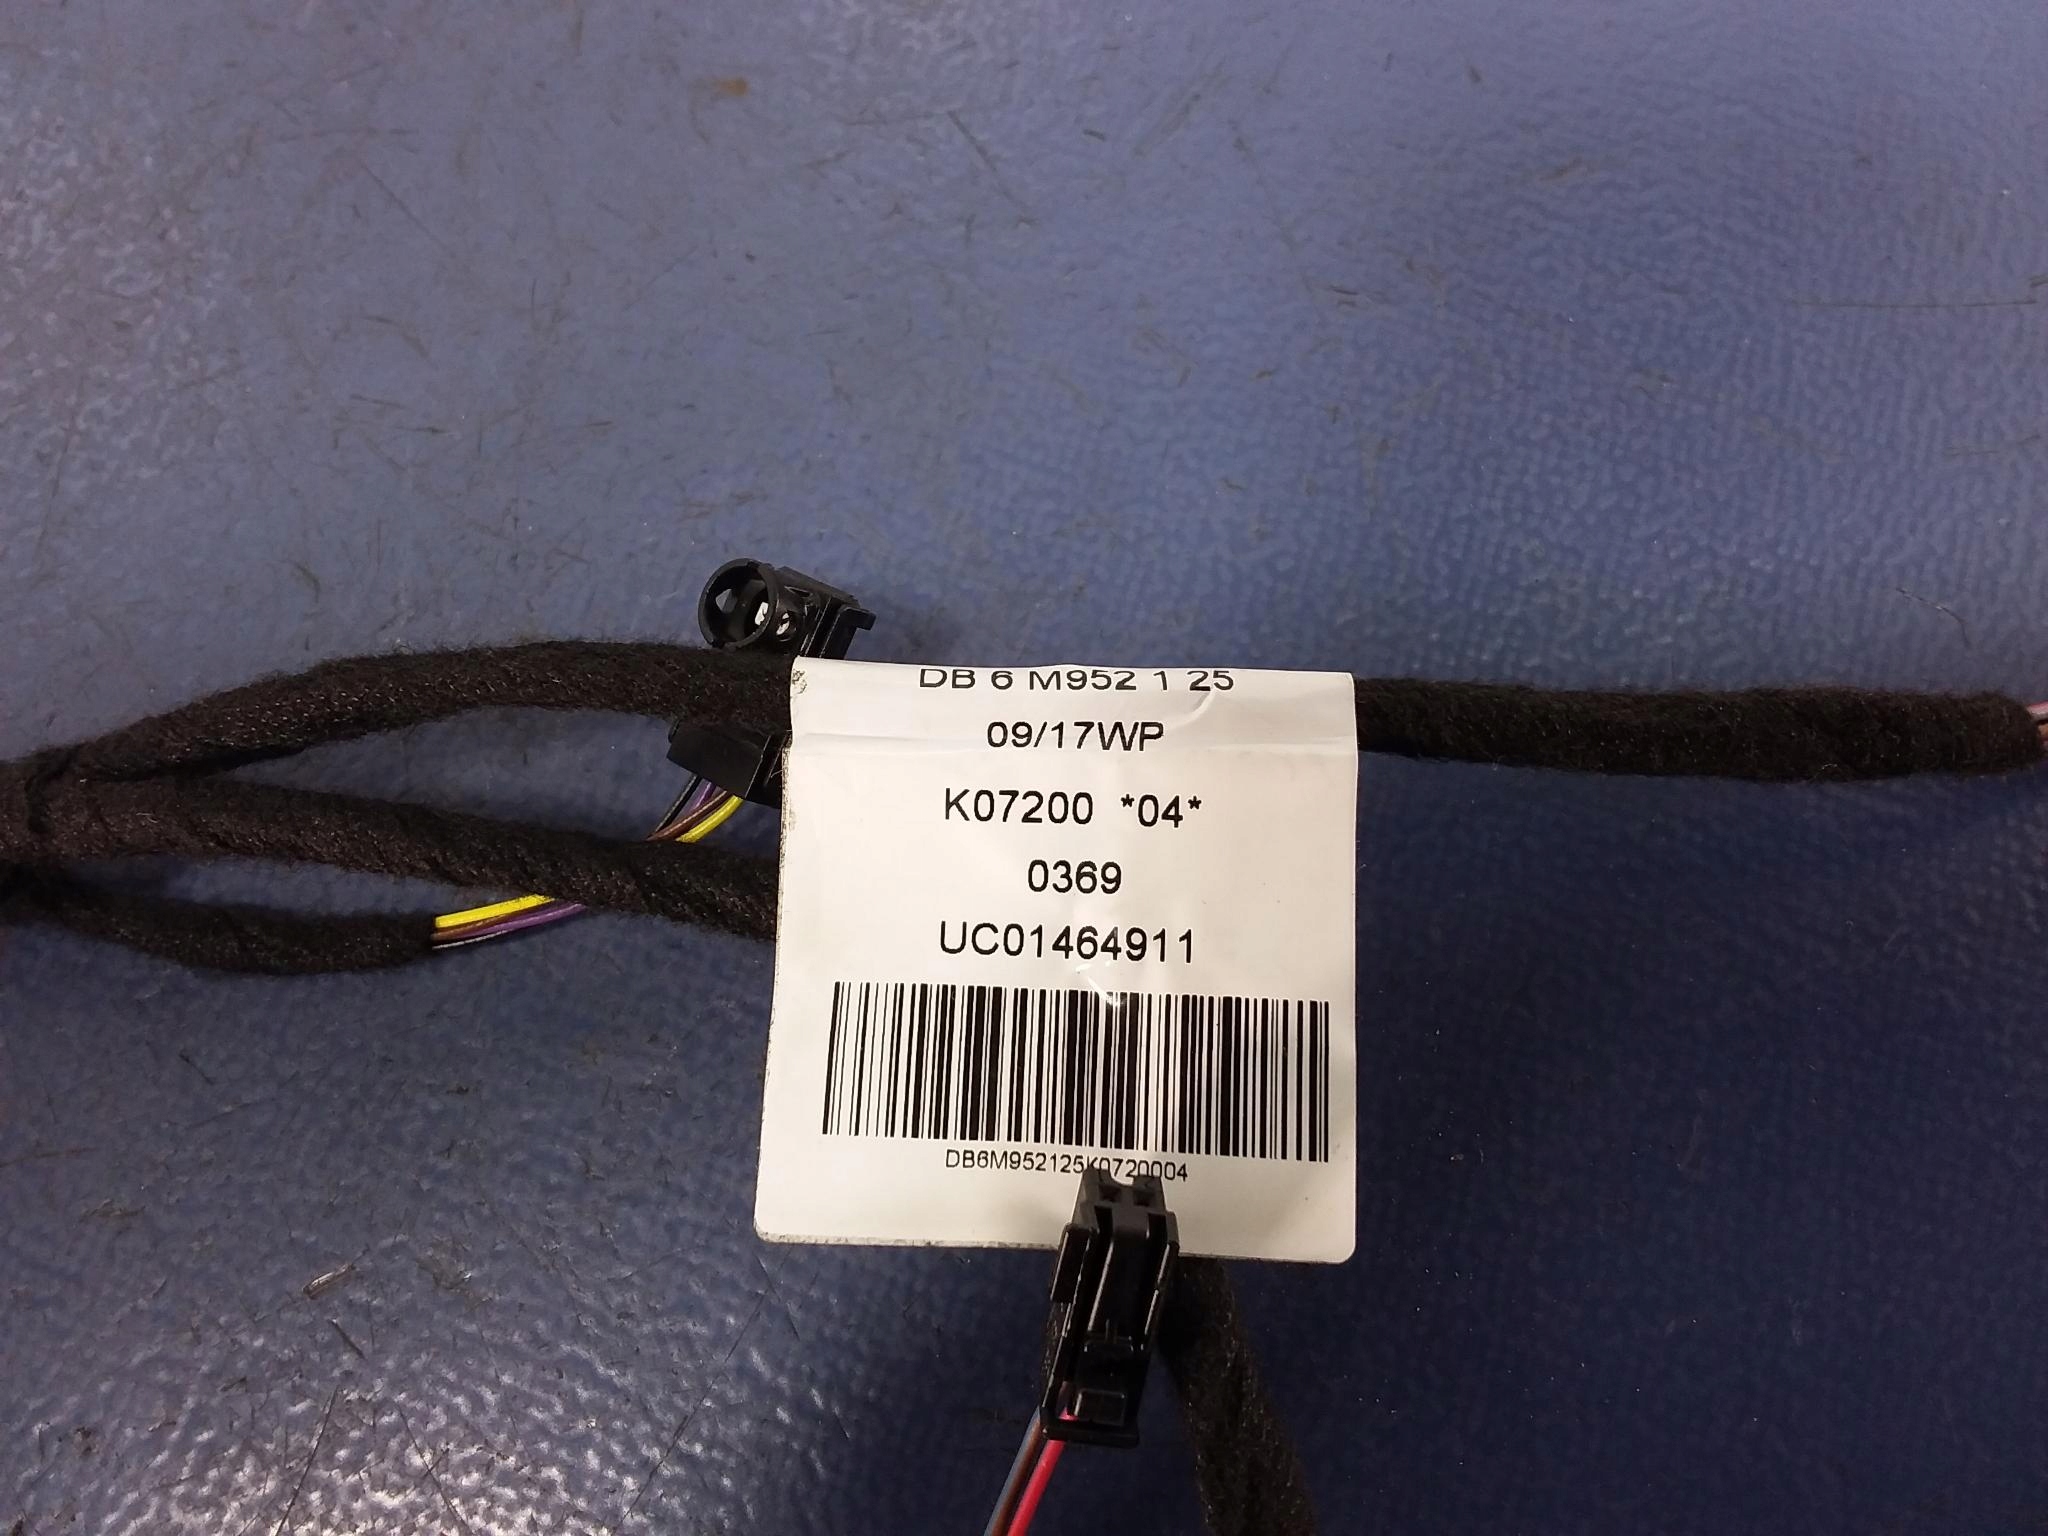 DB 6 M952 1 25
09/17WP
K07200 *04*
0369
UC01464911
DB6M952125K0720004